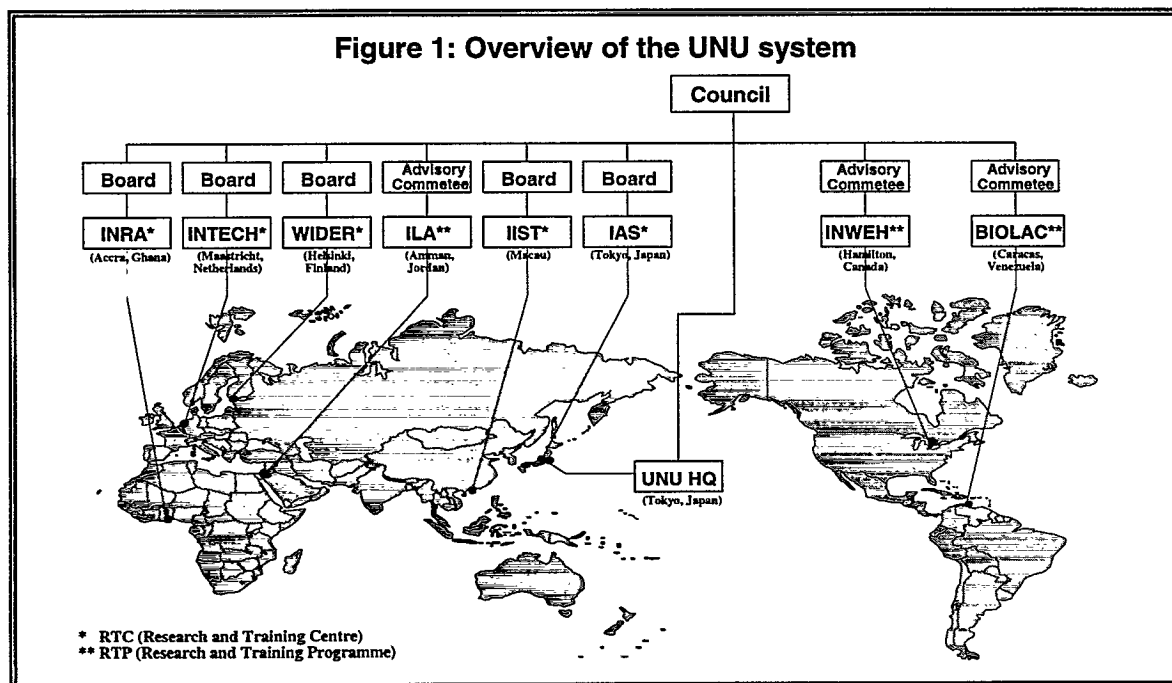 Figure 1: Overview of the UNU system
Council
Board
Board
Board
Advisory
Commetee
Board
Board
Advisory
Commetee
Advisory
Commetee
INRA*
(Accra, Ghana)
INTECH*
(Maastricht,
Netherlands)
WIDER*
(Helsinki,
Finland)
ILA**
(Amman,
Jordan)
IIST*
(Macau)
IAS*
(Tokyo, Japan)
INWEH**
(Hamilton,
Canada)
BIOLAC**
(Caracas,
Venezuela)
UNU HQ
(Tokyo, Japan)
* RTC (Research and Training Centre)
** RTP (Research and Training Programme)